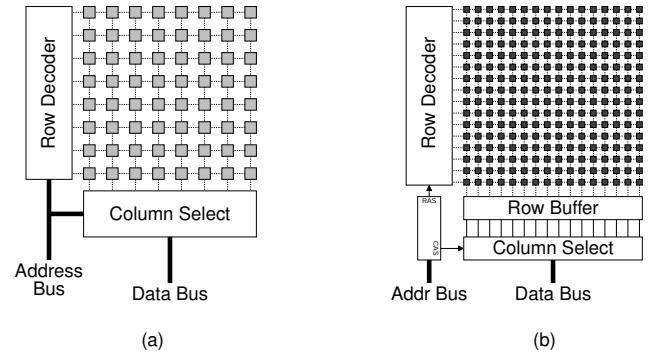 Row Decoder
Column Select
Address
Bus
Data Bus
(a)
Row Decoder
RAS
Row Buffer
CAS
Column Select
Addr Bus
Data Bus
(b)